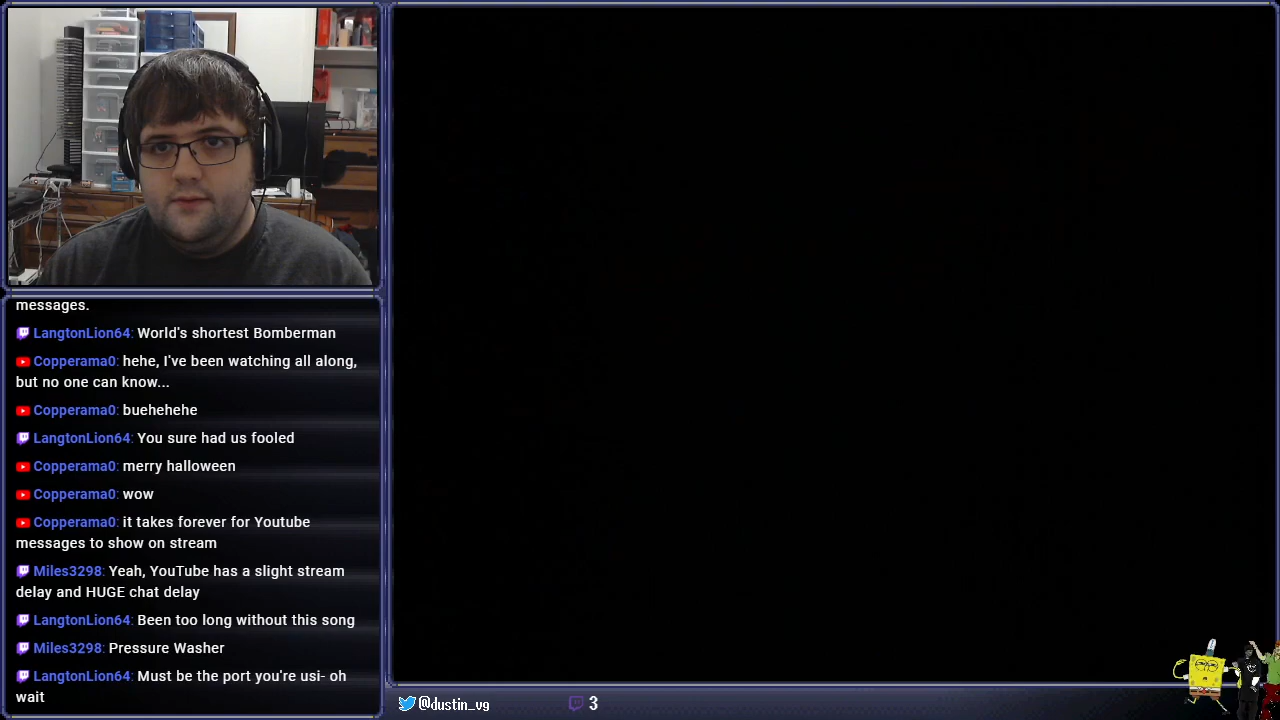 messages.
LangtonLion64: World's shortest Bomberman
Copperama0: hehe, I've been watching all along,
but no one can know...
Copperama0: buehehehe
LangtonLion64: You sure had us fooled
Copperama0: merry halloween
Copperama0: wow
Copperama0: it takes forever for Youtube
messages to show on stream
Miles3298: Yeah, YouTube has a slight stream
delay and HUGE chat delay
LangtonLion64: Been too long without this song
Miles3298: Pressure Washer
LangtonLion64: Must be the port you're usi- oh
wait
@dustin_vg
3